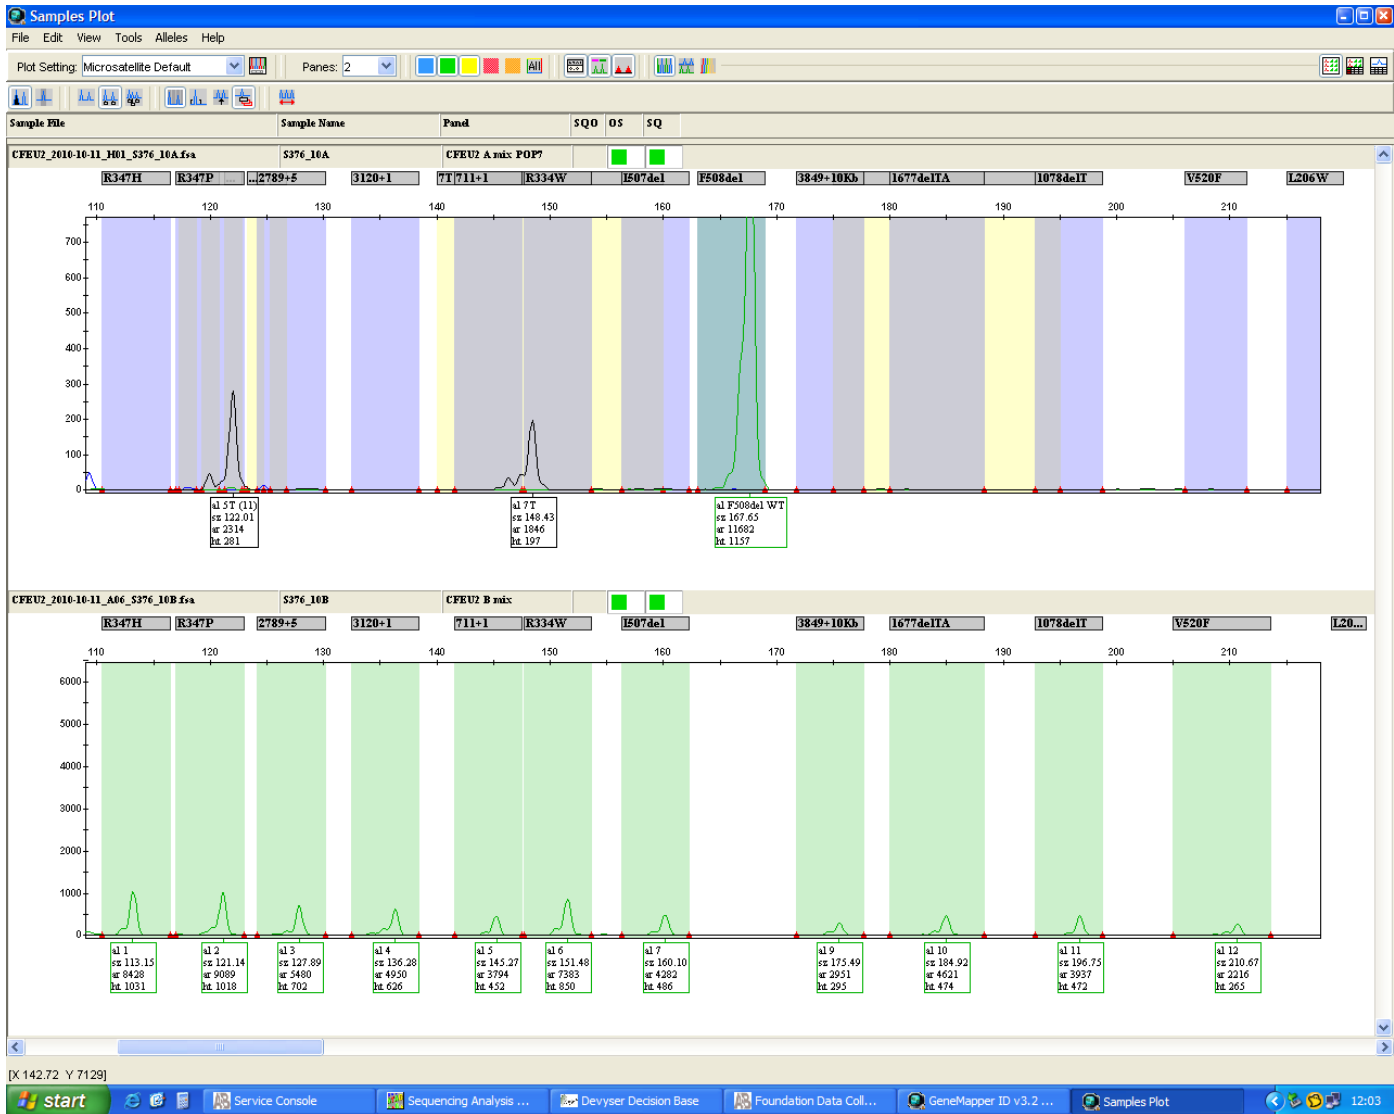 Samples Plot
File Edit View Tools Alleles Help
Plot Setting: Microsatellite Default Panes: 2 All
Sample File Sample Name Panel SQO OS SQ
CFEU2_2010-10-11_H01_S376_10A.fsa S376_10A CFEU2 A mix POP7
R347H R347P ... ...2789+5 3120+1 7T 711+1 R334W I507del F508del 3849+10Kb 1677delTA 1078delT V520F L206W
110 120 130 140 150 160 170 180 190 200 210
700
600
500
400
300
200
100
0
al 5T (11) al 7T al F508del WT
sz 122.01 sz 148.43 sz 167.65
ar 2314 ar 1846 ar 11682
ht 281 ht 197 ht 1157
CFEU2_2010-10-11_A06_S376_10B.fsa S376_10B CFEU2 B mix
R347H R347P 2789+5 3120+1 711+1 R334W I507del 3849+10Kb 1677delTA 1078delT V520F L20...
110 120 130 140 150 160 170 180 190 200 210
6000
5000
4000
3000
2000
1000
0
al 1 al 2 al 3 al 4 al 5 al 6 al 7 al 9 al 10 al 11 al 12
sz 113.15 sz 121.14 sz 127.89 sz 136.28 sz 145.27 sz 151.48 sz 160.10 sz 175.49 sz 184.92 sz 196.75 sz 210.67
ar 8428 ar 9089 ar 5480 ar 4950 ar 3794 ar 7383 ar 4282 ar 2951 ar 4621 ar 3937 ar 2216
ht 1031 ht 1018 ht 702 ht 626 ht 452 ht 850 ht 486 ht 295 ht 474 ht 472 ht 265
[X 142.72 Y 7129]
start Service Console Sequencing Analysis ... Devyser Decision Base Foundation Data Coll... GeneMapper ID v3.2 ... Samples Plot 12:03